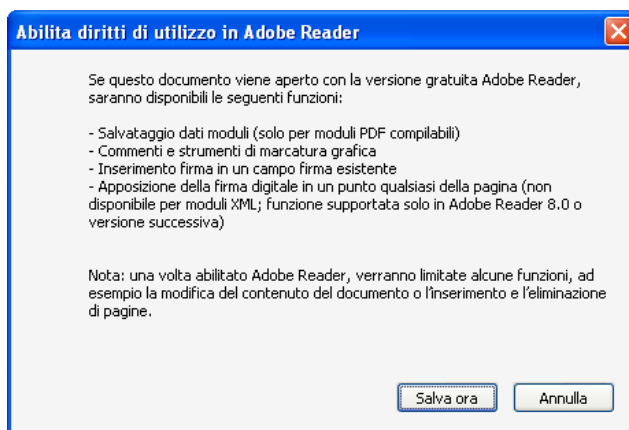 Abilita diritti di utilizzo in Adobe Reader
Se questo documento viene aperto con la versione gratuita Adobe Reader,
saranno disponibili le seguenti funzioni:
- Salvataggio dati moduli (solo per moduli PDF compilabili)
- Commenti e strumenti di marcatura grafica
- Inserimento firma in un campo firma esistente
- Apposizione della firma digitale in un punto qualsiasi della pagina (non
disponibile per moduli XML; funzione supportata solo in Adobe Reader 8.0 o
versione successiva)
Nota: una volta abilitato Adobe Reader, verranno limitate alcune funzioni, ad
esempio la modifica del contenuto del documento o l'inserimento e l'eliminazione
di pagine.
Salva ora
Annulla